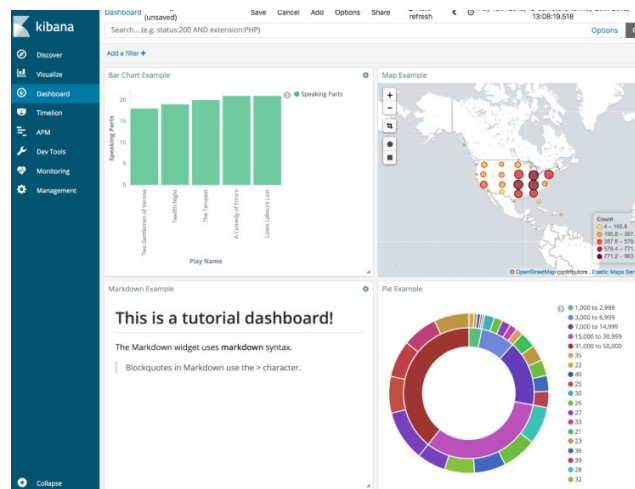 kibana
Discover
Visualize
Dashboard
Timelion
APM
Dev Tools
Monitoring
Management
Collapse
Dashboard
(unsaved)
Save Cancel Add Options Share
refresh
13:08:19.518
Search... (e.g. status:200 AND extension:PHP)
Options
Add a filter +
Bar Chart Example
Speaking Parts
20
15
10
5
0
Speaking Parts
Two Gentlemen of Verona
Twelfth Night
The Tempest
A Comedy of Errors
Loves Labours Lost
Play Name
Map Example
+
−
Count
4 – 195.8
195.8 – 387.
387.6 – 579.
579.4 – 771.
771.2 – 963
© OpenStreetMap contributors , Elastic Maps Serv
Markdown Example
This is a tutorial dashboard!
The Markdown widget uses markdown syntax.
Blockquotes in Markdown use the > character.
Pie Example
1,000 to 2,999
3,000 to 6,999
7,000 to 14,999
15,000 to 30,999
31,000 to 50,000
35
22
40
25
30
26
27
33
21
23
36
39
28
32